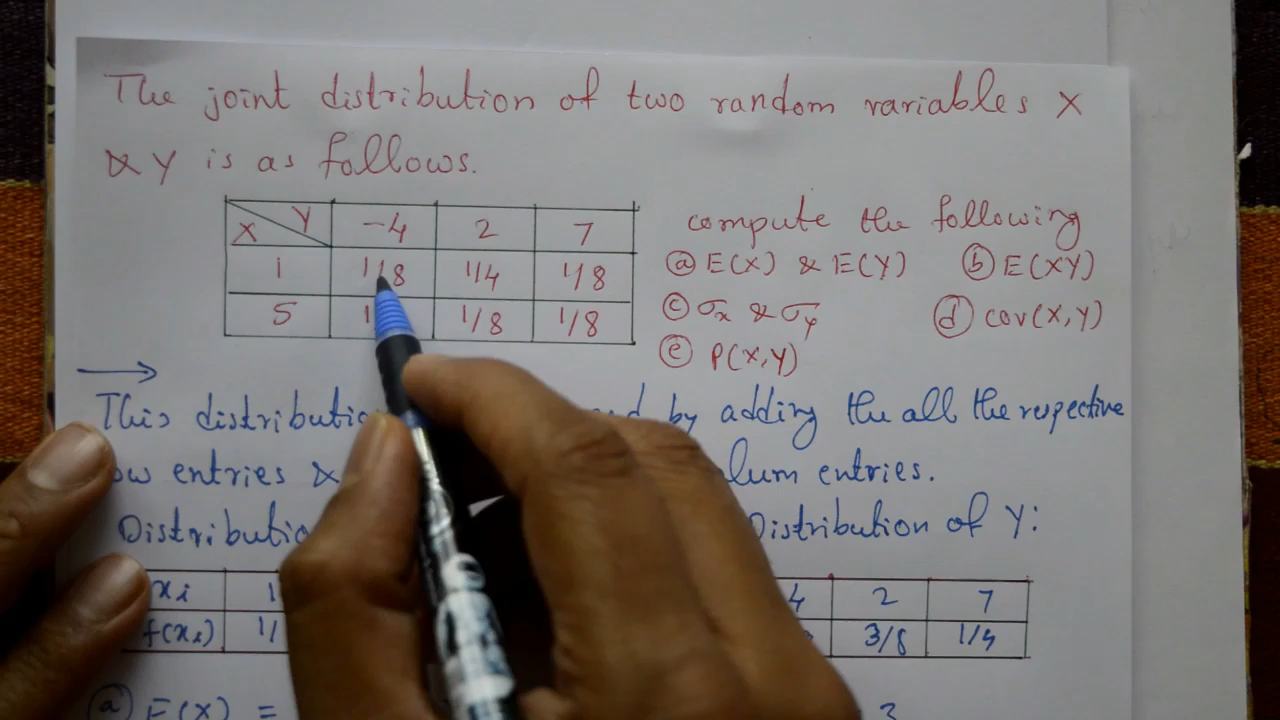 The joint distribution of two random variables X
& Y is as follows.
X Y -4 2 7
1 1/8 1/4 1/8
5 1/8 1/8
compute the following
(a) E(X) & E(Y) (b) E(XY)
(c) σx & σy (d) cov(X,Y)
(e) P(X,Y)
This by adding the all the respective
entries & entries.
Distribution of Y:
xi 1 2 7
f(xi) 3/8 1/4
(a) E(X) =